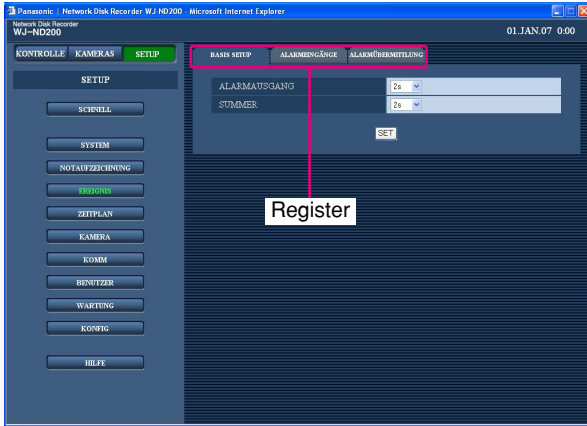 Panasonic | Network Disk Recorder WJ-ND200 - Microsoft Internet Explorer
Network Disk Recorder
WJ-ND200
01.JAN.07 0:00
KONTROLLE KAMERAS SETUP
BASIS SETUP ALARMEINGÄNGE ALARMÜBERMITTLUNG
SETUP
ALARMAUSGANG 2s
SUMMER 2s
SET
SCHNELL
SYSTEM
NOTAUFZEICHNUNG
EREIGNIS
Register
ZEITPLAN
KAMERA
KOMM
BENUTZER
WARTUNG
KONFIG
HILFE